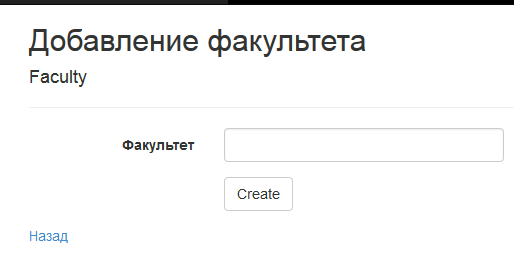 Добавление факультета
Faculty
Факультет
Create
Назад